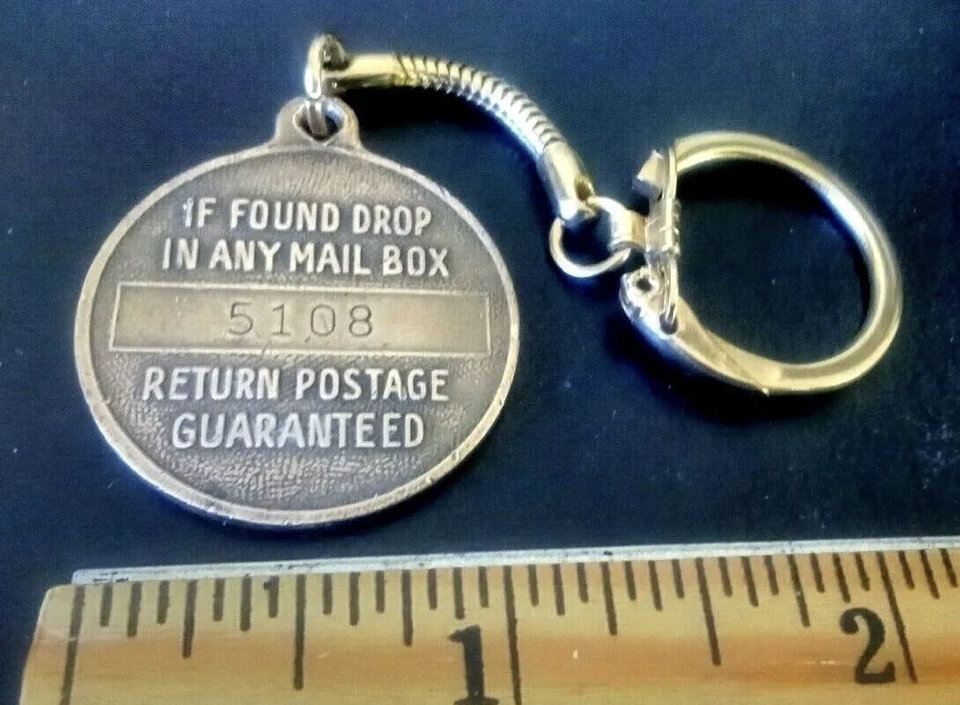 IF FOUND DROP
IN ANY MAIL BOX
5108
RETURN POSTAGE
GUARANTEED
1 2